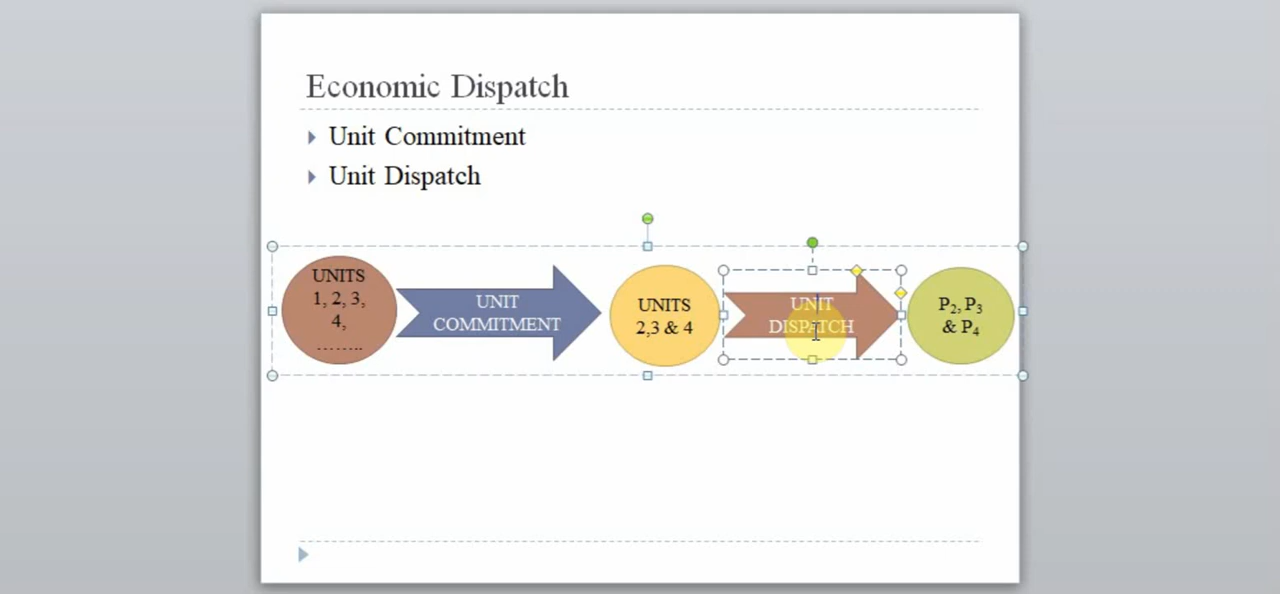 Economic Dispatch
Unit Commitment
Unit Dispatch
UNITS
1, 2, 3,
4,
........
UNIT
COMMITMENT
UNITS
2,3 & 4
UNIT
DISPATCH
P₂, P₃
& P₄